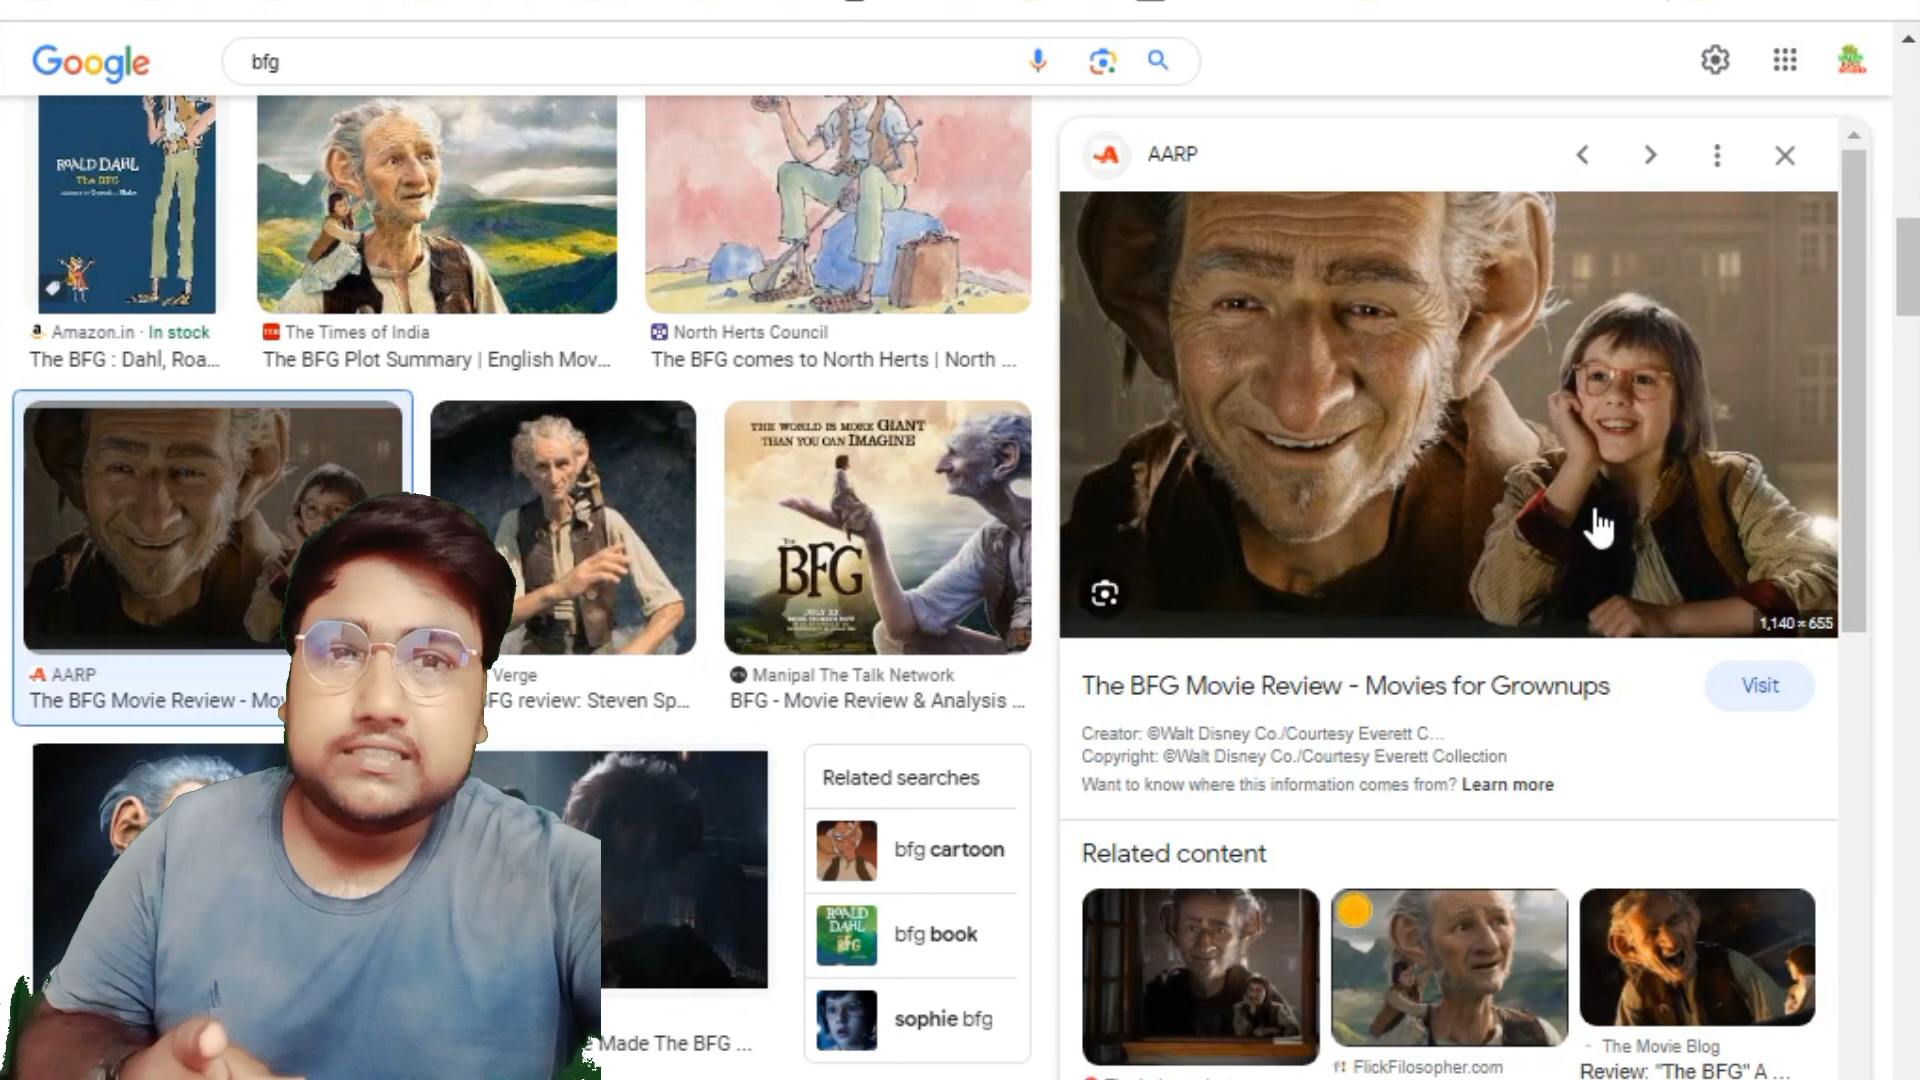 Google
bfg
ROALD DAHL
The BFG
Amazon.in · In stock
The BFG : Dahl, Roa...
The Times of India
The BFG Plot Summary | English Mov...
North Herts Council
The BFG comes to North Herts | North ...
AARP
The BFG Movie Review - Mov
Verge
FG review: Steven Sp...
THE WORLD IS MORE GIANT
THAN YOU CAN IMAGINE
The
BFG
Manipal The Talk Network
BFG - Movie Review & Analysis ...
Made The BFG ...
Related searches
bfg cartoon
ROALD
DAHL
BFG
bfg book
sophie bfg
AARP
1,140 × 655
The BFG Movie Review - Movies for Grownups
Visit
Creator: ©Walt Disney Co./Courtesy Everett C...
Copyright: ©Walt Disney Co./Courtesy Everett Collection
Want to know where this information comes from? Learn more
Related content
FlickFilosopher.com
The Movie Blog
Review: "The BFG" A ...